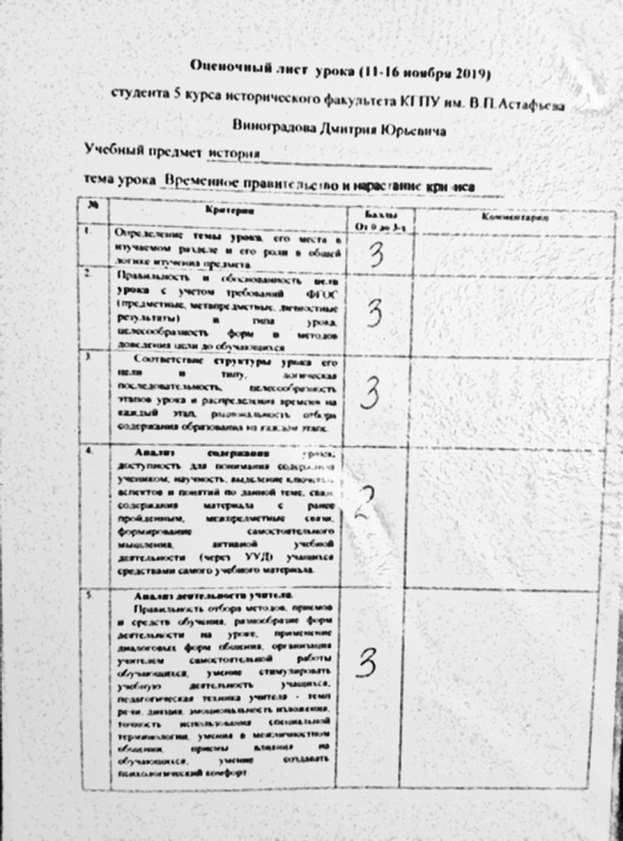 Оценочный лист урока (11-16 ноября 2019)
студента 5 курса исторического факультета КГПУ им. В.П.Астафьева
Виноградова Дмитрия Юрьевича
Учебный предмет история
тема урока Временное правительство и нарастание кризиса
№ Критерии Баллы От 0 до 3-х Комментарии
1. Определение темы урока, его места в
изучаемом разделе и его роли в общей
логике изучения предмета
3
2. Правильность и обоснованность цели
урока с учетом требований ФГОС
(предметные, метапредметные, личностные
результаты) и типа урока,
целесообразность форм и методов
доведения цели до обучающихся
3
3. Соответствие структуры урока его
цели и типу, логическая
последовательность, целесообразность
этапов урока и распределения времени на
каждый этап, рациональность отбора
содержания образования на каждом этапе.
3
4. Анализ содержания урока:
доступность для понимания содержания
учеником, научность, выделение ключевых
аспектов и понятий по данной теме, связь
содержания материала с ранее
пройденным, межпредметные связи,
формирование самостоятельного
мышления, активной учебной
деятельности (через УУД) учащихся
средствами самого учебного материала.
2
5. Анализ деятельности учителя.
Правильность отбора методов, приемов
и средств обучения, разнообразие форм
деятельности на уроке, применение
диалоговых форм общения, организация
учителем самостоятельной работы
обучающихся, умение стимулировать
учебную деятельность учащихся,
педагогическая техника учителя - темп
речи, дикция, эмоциональность изложения,
точность использования специальной
терминологии, умения в межличностном
общении, приемы влияния на
обучающихся, умение создавать
психологический комфорт
3